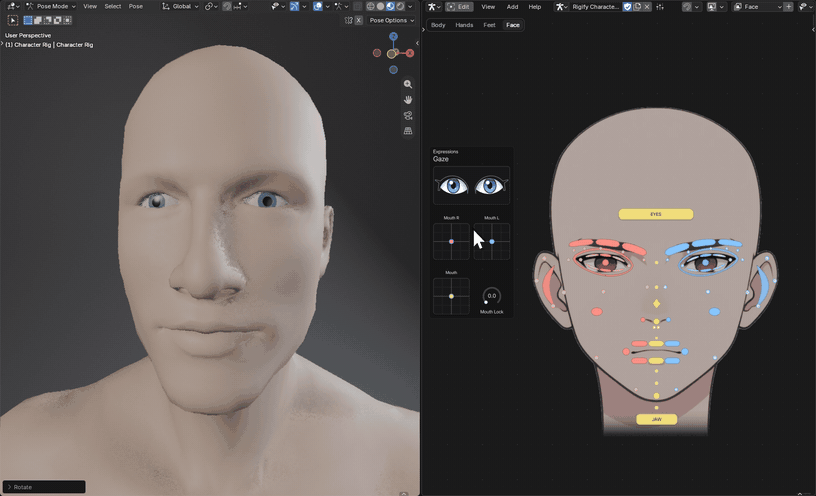 Pose Mode View Select Pose Global
Pose Options
User Perspective
(1) Character Rig | Character Rig
Rotate
Edit View Add Help Rigify Characte... Face
Body Hands Feet Face
Expressions
Gaze
Mouth R Mouth L
Mouth
0.0
Mouth Lock
EYES
JAW